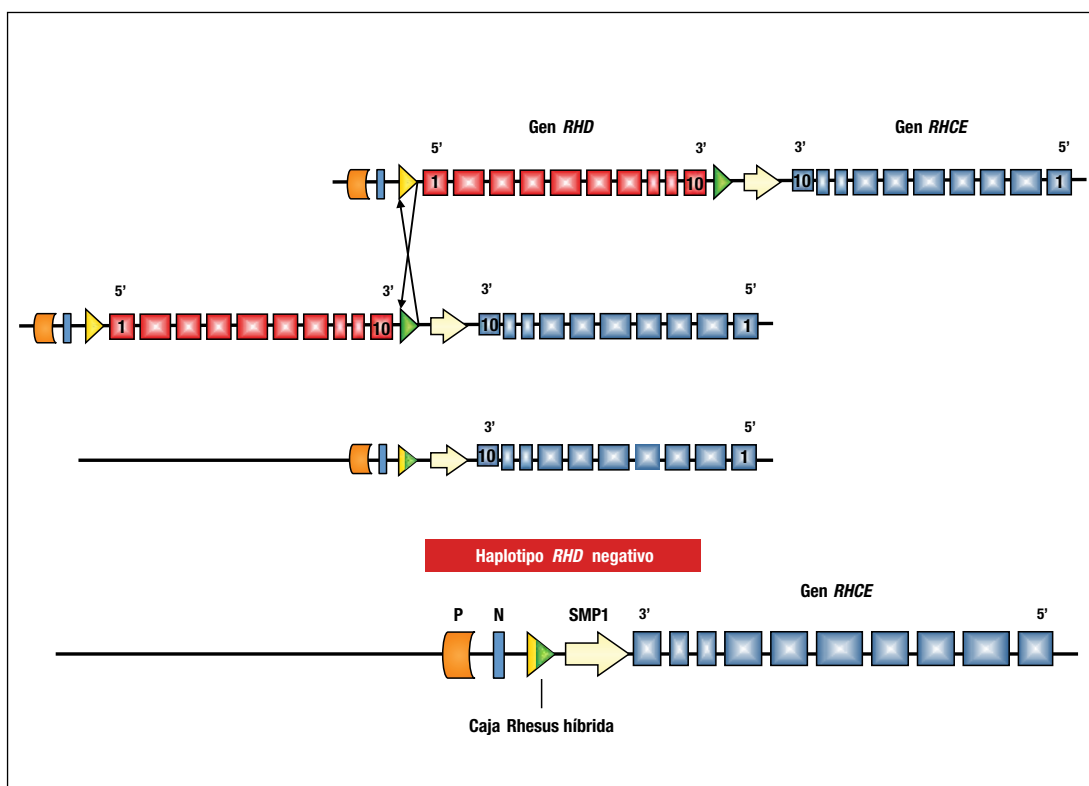 Gen RHD Gen RHCE
5' 3' 3' 5'
1 10 10 1
5' 3' 3' 5'
1 10 10 1
3' 5'
10 1
Haplotipo RHD negativo
Gen RHCE
P N SMP1 3' 5'
Caja Rhesus híbrida